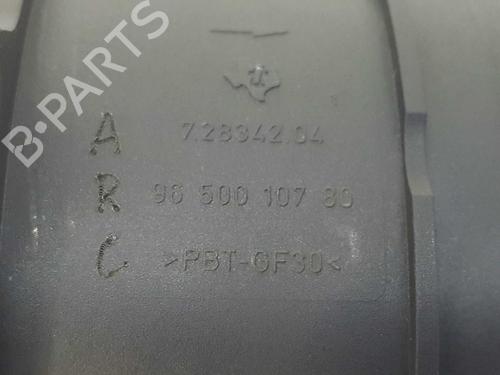 B-PARTS
A 7.28342.04
R 96 500 107 80
C >PBT-GF30<